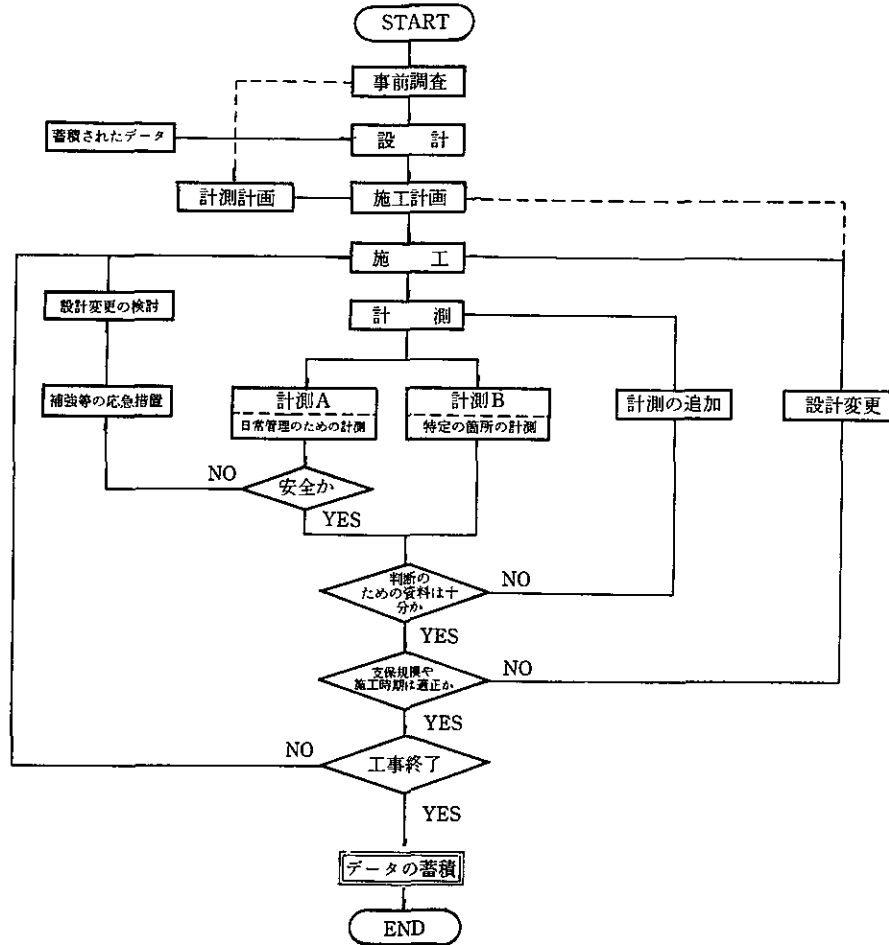 START
事前調査
蓄積されたデータ
設 計
計測計画
施工計画
施 工
設計変更の検討
計 測
補強等の応急措置
計測A
日常管理のための計測
計測B
特定の箇所の計測
計測の追加
設計変更
NO
安全か
YES
判断の
ための資料は十
分か
NO
YES
支保規模や
施工時期は適正か
NO
YES
NO
工事終了
YES
データの蓄積
END